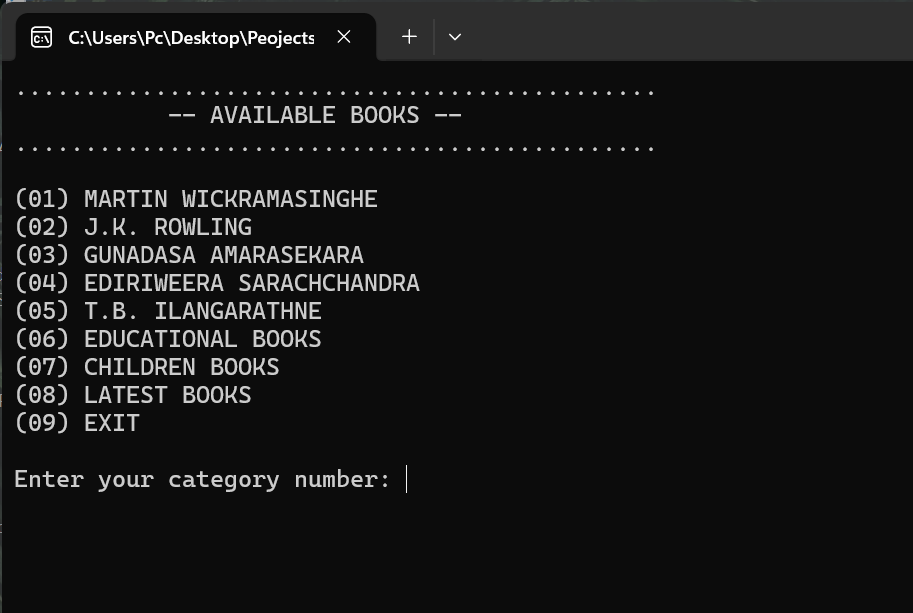 C:\Users\Pc\Desktop\Peojects
..............................................
-- AVAILABLE BOOKS --
..............................................
(01) MARTIN WICKRAMASINGHE
(02) J.K. ROWLING
(03) GUNADASA AMARASEKARA
(04) EDIRIWEERA SARACHCHANDRA
(05) T.B. ILANGARATHNE
(06) EDUCATIONAL BOOKS
(07) CHILDREN BOOKS
(08) LATEST BOOKS
(09) EXIT
Enter your category number: